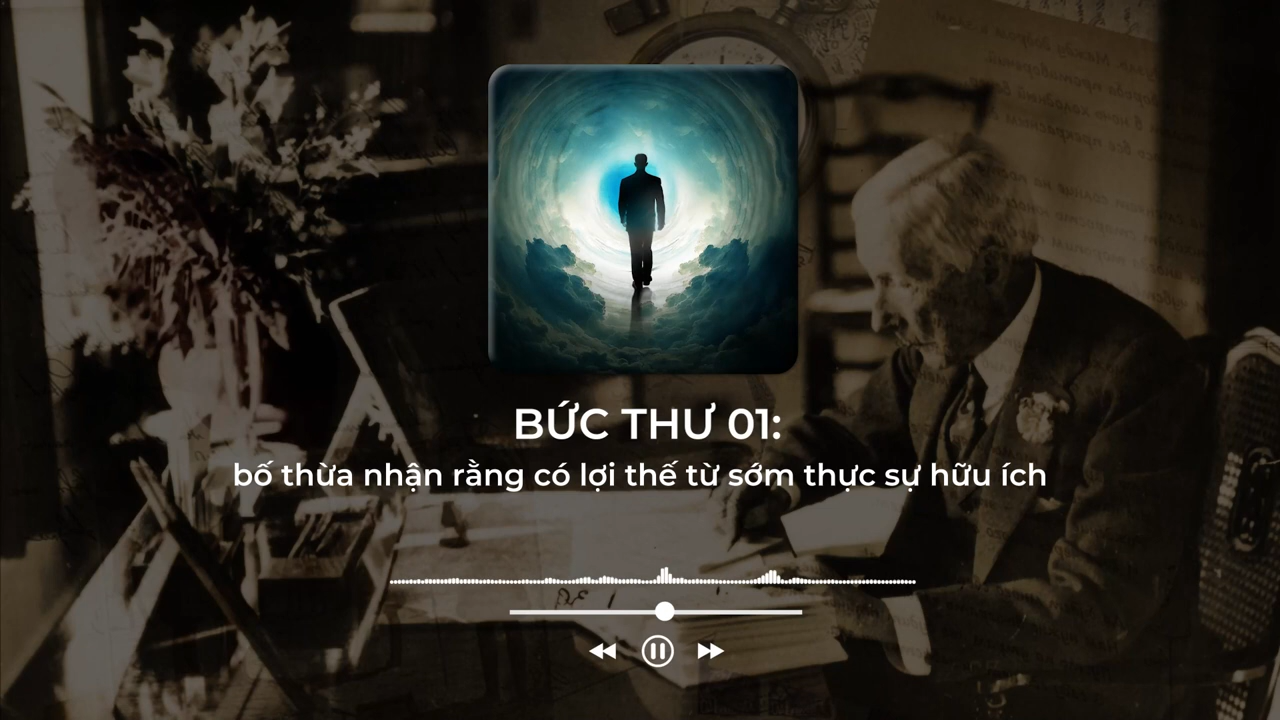 BỨC THƯ 01:
bố thừa nhận rằng có lợi thế từ sớm thực sự hữu ích